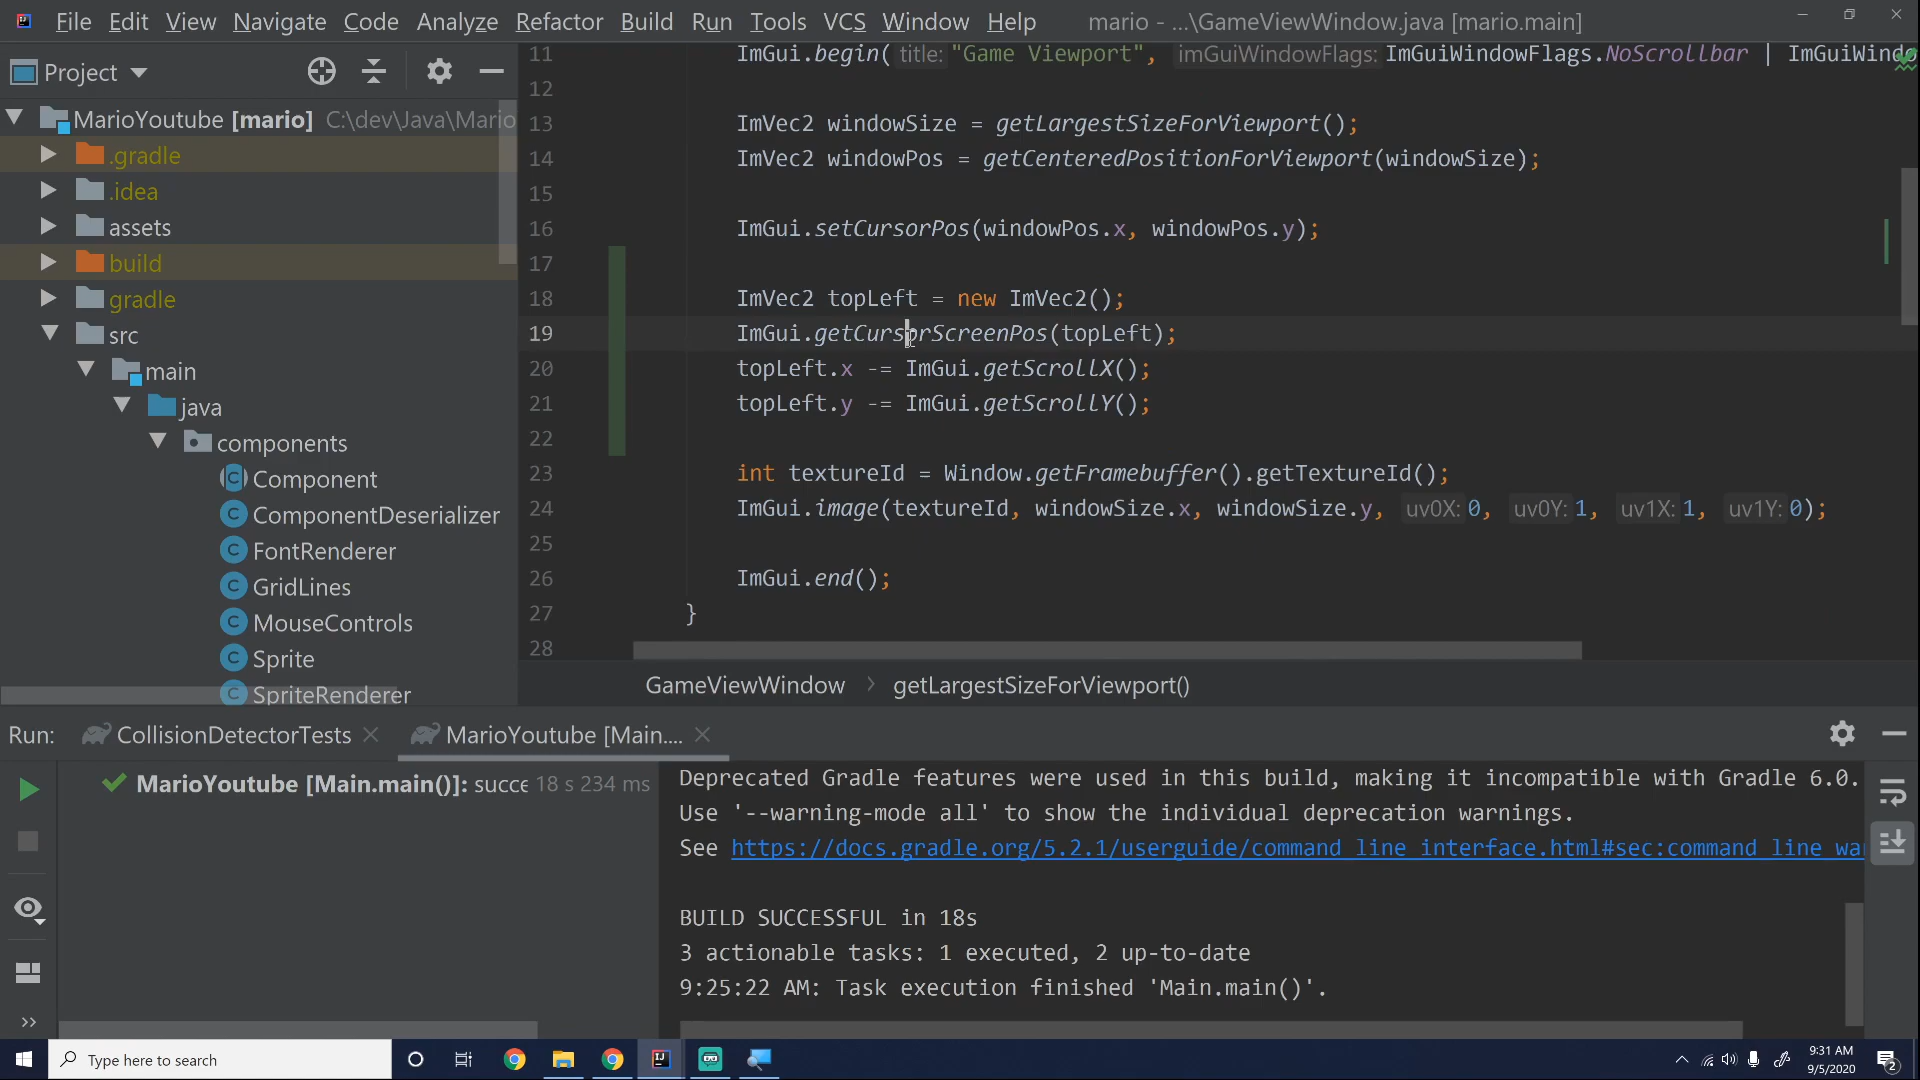 File Edit View Navigate Code Analyze Refactor Build Run Tools VCS Window Help mario - ...\GameViewWindow.java [mario.main]
Project
MarioYoutube [mario] C:\dev\Java\Mario
.gradle
.idea
assets
build
gradle
src
main
java
components
Component
ComponentDeserializer
FontRenderer
GridLines
MouseControls
Sprite
SpriteRenderer
11 ImGui.begin( title: "Game Viewport", imGuiWindowFlags: ImGuiWindowFlags.NoScrollbar | ImGuiWindo
12
13 ImVec2 windowSize = getLargestSizeForViewport();
14 ImVec2 windowPos = getCenteredPositionForViewport(windowSize);
15
16 ImGui.setCursorPos(windowPos.x, windowPos.y);
17
18 ImVec2 topLeft = new ImVec2();
19 ImGui.getCursorScreenPos(topLeft);
20 topLeft.x -= ImGui.getScrollX();
21 topLeft.y -= ImGui.getScrollY();
22
23 int textureId = Window.getFramebuffer().getTextureId();
24 ImGui.image(textureId, windowSize.x, windowSize.y, uv0X: 0, uv0Y: 1, uv1X: 1, uv1Y: 0);
25
26 ImGui.end();
27 }
28
GameViewWindow > getLargestSizeForViewport()
Run: CollisionDetectorTests MarioYoutube [Main....
MarioYoutube [Main.main()]: succe 18 s 234 ms
Deprecated Gradle features were used in this build, making it incompatible with Gradle 6.0.
Use '--warning-mode all' to show the individual deprecation warnings.
See https://docs.gradle.org/5.2.1/userguide/command_line_interface.html#sec:command_line_wa
BUILD SUCCESSFUL in 18s
3 actionable tasks: 1 executed, 2 up-to-date
9:25:22 AM: Task execution finished 'Main.main()'.
Type here to search
9:31 AM
9/5/2020
2